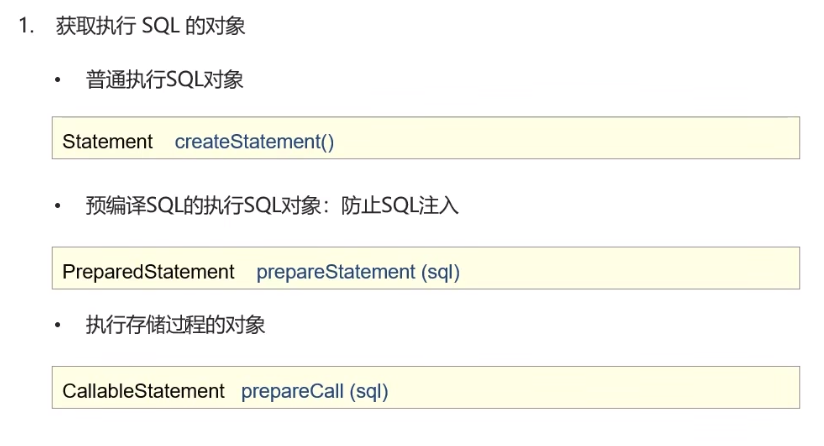 1. 获取执行 SQL 的对象
• 普通执行SQL对象
Statement createStatement()
• 预编译SQL的执行SQL对象：防止SQL注入
PreparedStatement prepareStatement (sql)
• 执行存储过程的对象
CallableStatement prepareCall (sql)